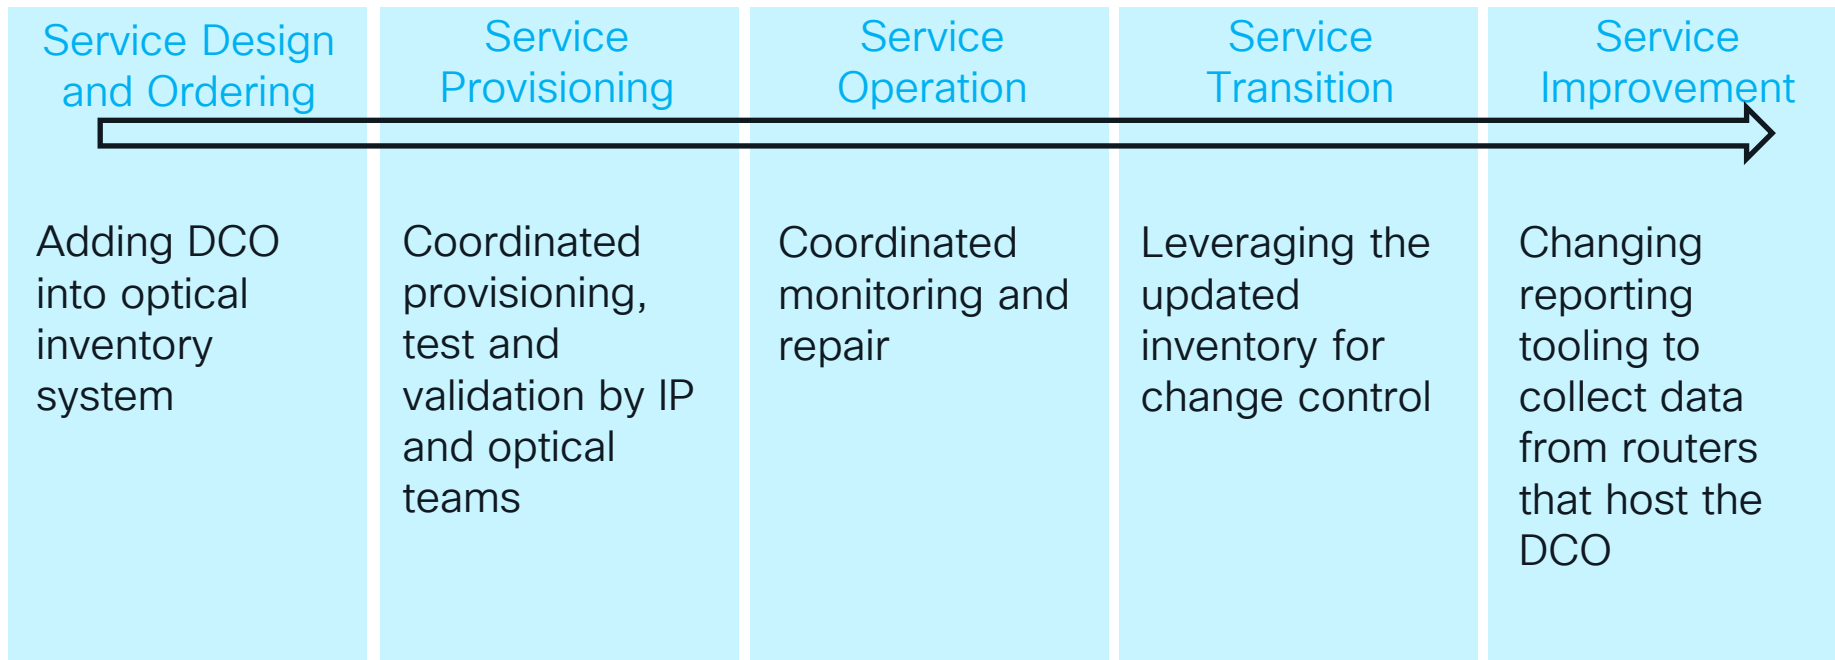 Service Design
and Ordering
Service
Provisioning
Service
Operation
Service
Transition
Service
Improvement
Adding DCO
into optical
inventory
system
Coordinated
provisioning,
test and
validation by IP
and optical
teams
Coordinated
monitoring and
repair
Leveraging the
updated
inventory for
change control
Changing
reporting
tooling to
collect data
from routers
that host the
DCO